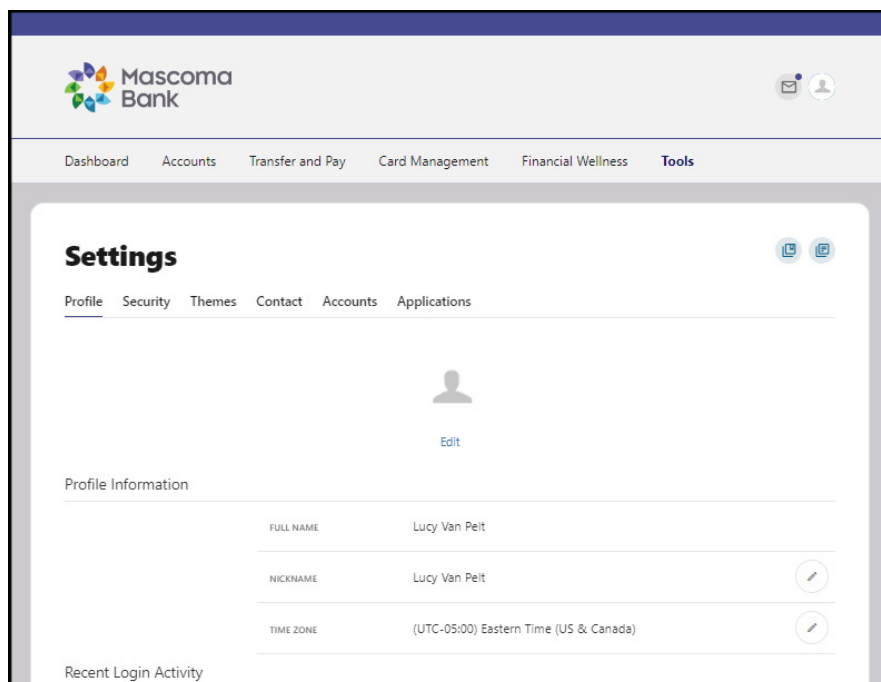 Mascoma
Bank
Dashboard Accounts Transfer and Pay Card Management Financial Wellness Tools
Settings
Profile Security Themes Contact Accounts Applications
Edit
Profile Information
FULL NAME Lucy Van Pelt
NICKNAME Lucy Van Pelt
TIME ZONE (UTC-05:00) Eastern Time (US & Canada)
Recent Login Activity